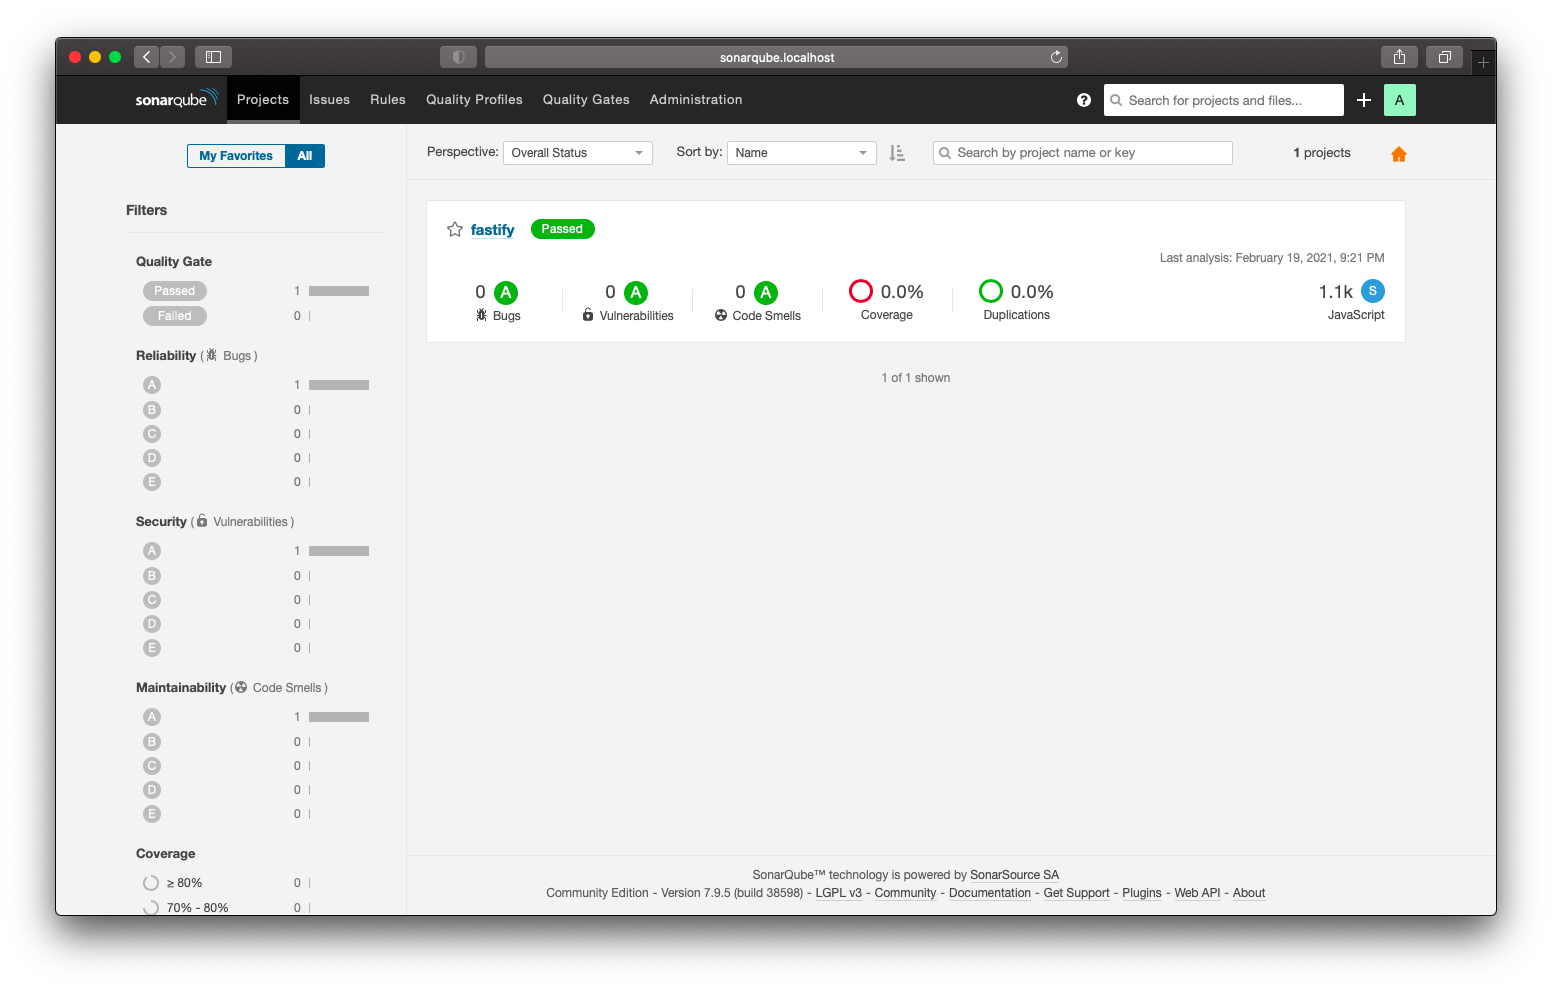 sonarqube.localhost
sonarqube Projects Issues Rules Quality Profiles Quality Gates Administration ? Search for projects and files... A
My Favorites All
Perspective: Overall Status Sort by: Name Search by project name or key 1 projects
Filters
Quality Gate
Passed 1
Failed 0
Reliability ( Bugs )
A 1
B 0
C 0
D 0
E 0
Security ( Vulnerabilities )
A 1
B 0
C 0
D 0
E 0
Maintainability ( Code Smells )
A 1
B 0
C 0
D 0
E 0
Coverage
≥ 80% 0
70% - 80% 0
fastify Passed
Last analysis: February 19, 2021, 9:21 PM
0 A 0 A 0 A 0.0% 0.0% 1.1k S
Bugs Vulnerabilities Code Smells Coverage Duplications JavaScript
1 of 1 shown
SonarQube™ technology is powered by SonarSource SA
Community Edition - Version 7.9.5 (build 38598) - LGPL v3 - Community - Documentation - Get Support - Plugins - Web API - About